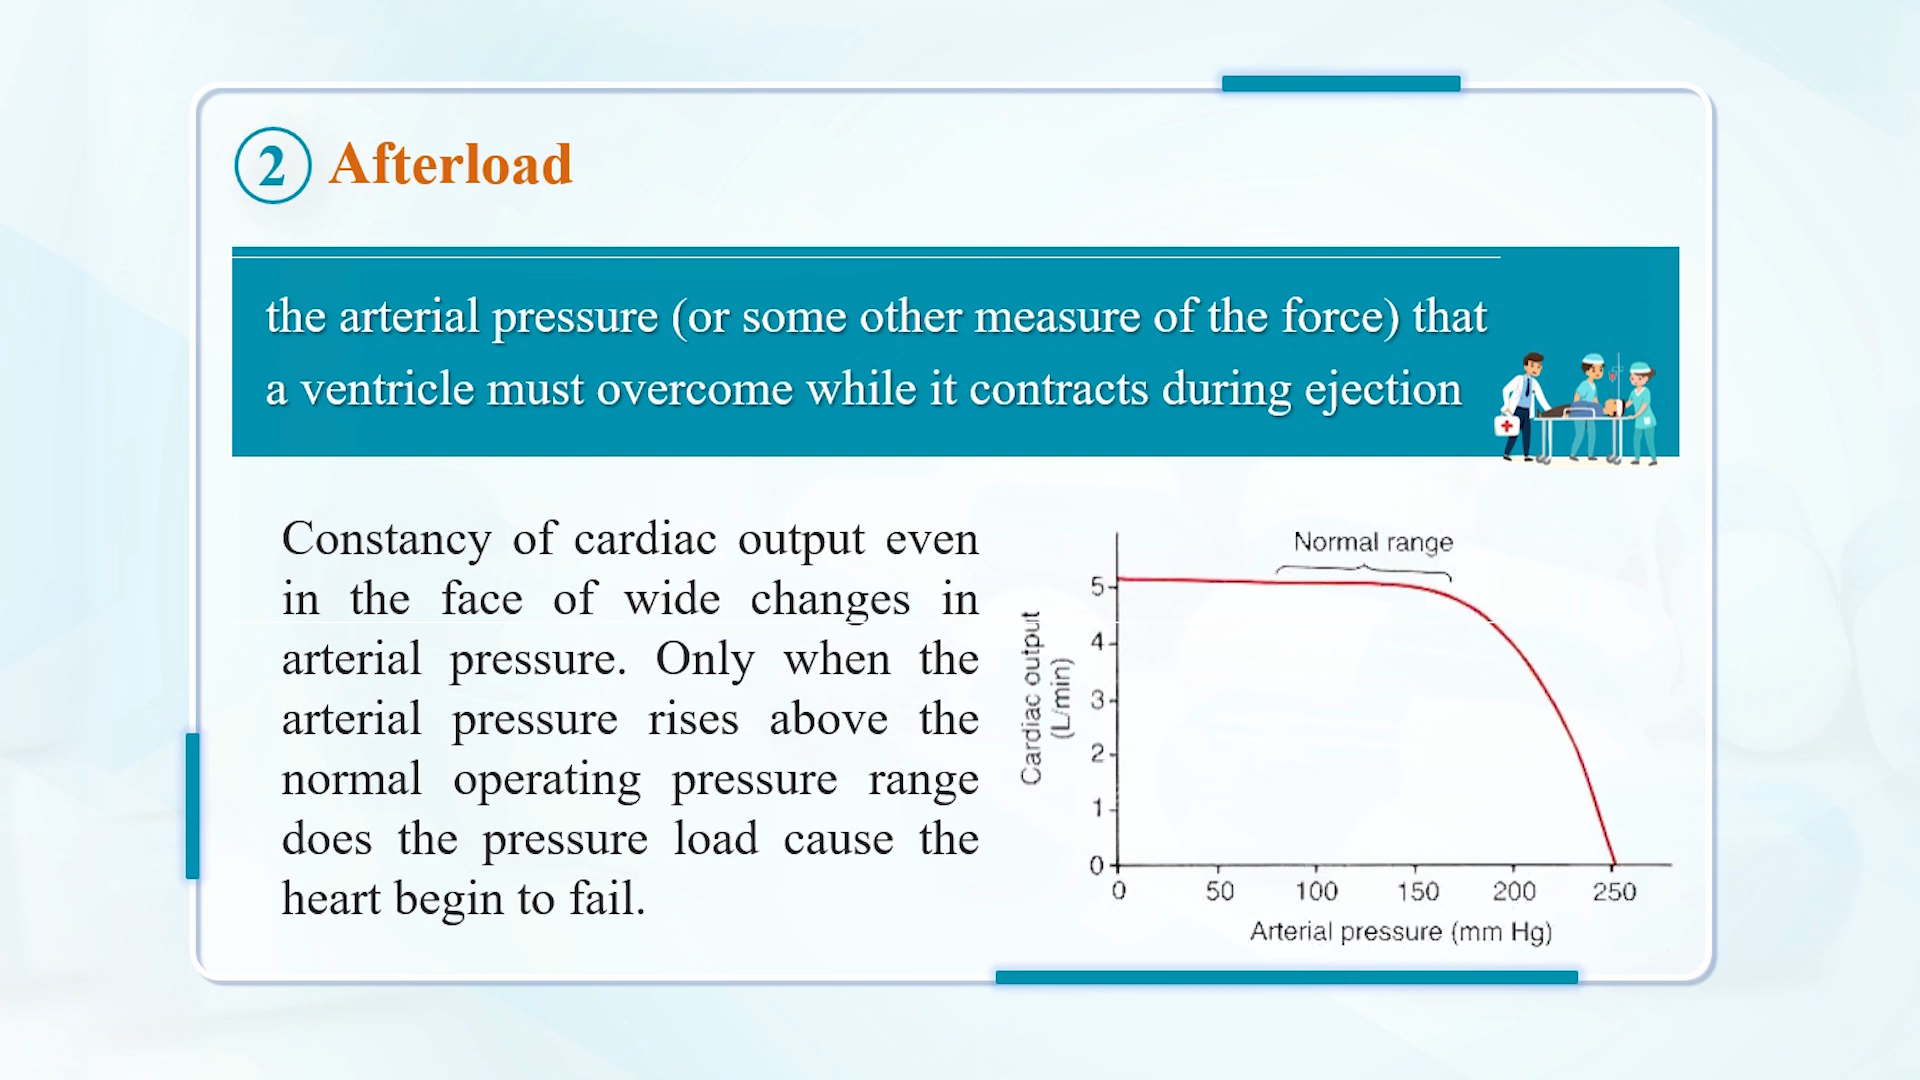 2 Afterload
the arterial pressure (or some other measure of the force) that
a ventricle must overcome while it contracts during ejection
Constancy of cardiac output even
in the face of wide changes in
arterial pressure. Only when the
arterial pressure rises above the
normal operating pressure range
does the pressure load cause the
heart begin to fail.
Normal range
Cardiac output
(L/min)
5
4
3
2
1
0
0 50 100 150 200 250
Arterial pressure (mm Hg)